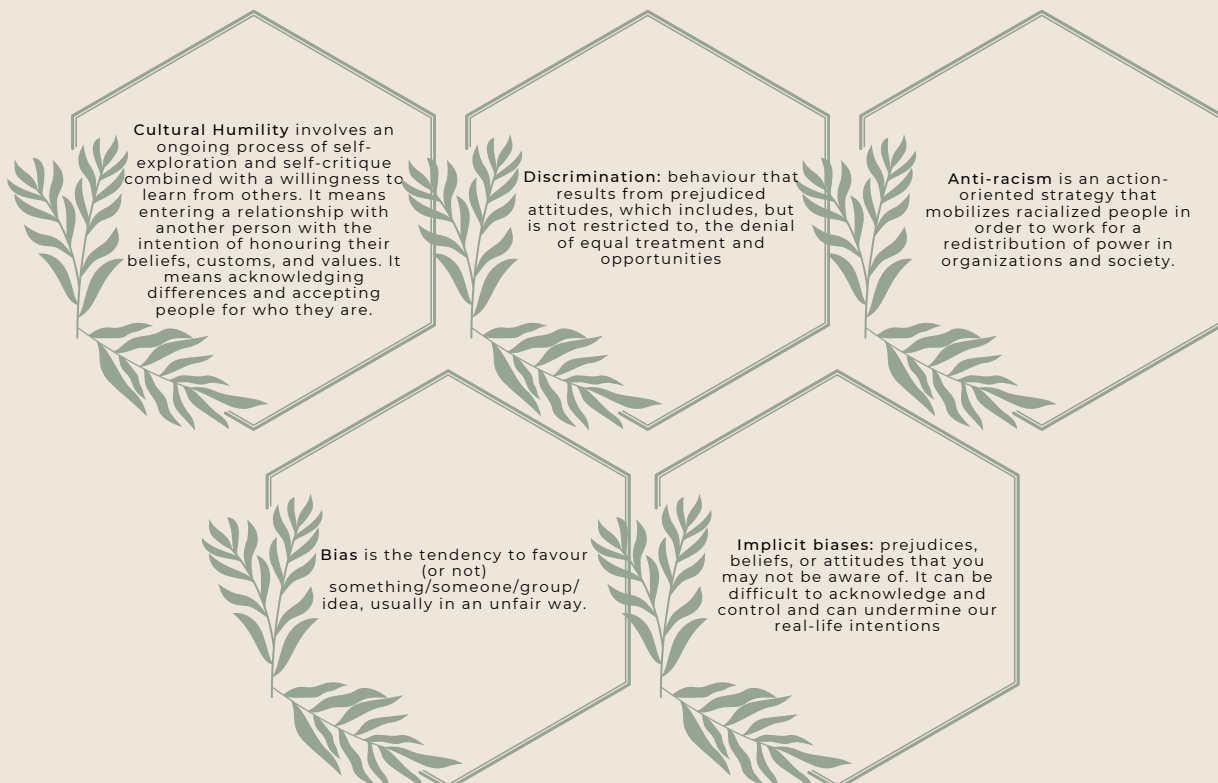 Cultural Humility involves an
ongoing process of self-
exploration and self-critique
combined with a willingness to
learn from others. It means
entering a relationship with
another person with the
intention of honouring their
beliefs, customs, and values. It
means acknowledging
differences and accepting
people for who they are.
Discrimination: behaviour that
results from prejudiced
attitudes, which includes, but
is not restricted to, the denial
of equal treatment and
opportunities
Anti-racism is an action-
oriented strategy that
mobilizes racialized people in
order to work for a
redistribution of power in
organizations and society.
Bias is the tendency to favour
(or not)
something/someone/group/
idea, usually in an unfair way.
Implicit biases: prejudices,
beliefs, or attitudes that you
may not be aware of. It can be
difficult to acknowledge and
control and can undermine our
real-life intentions